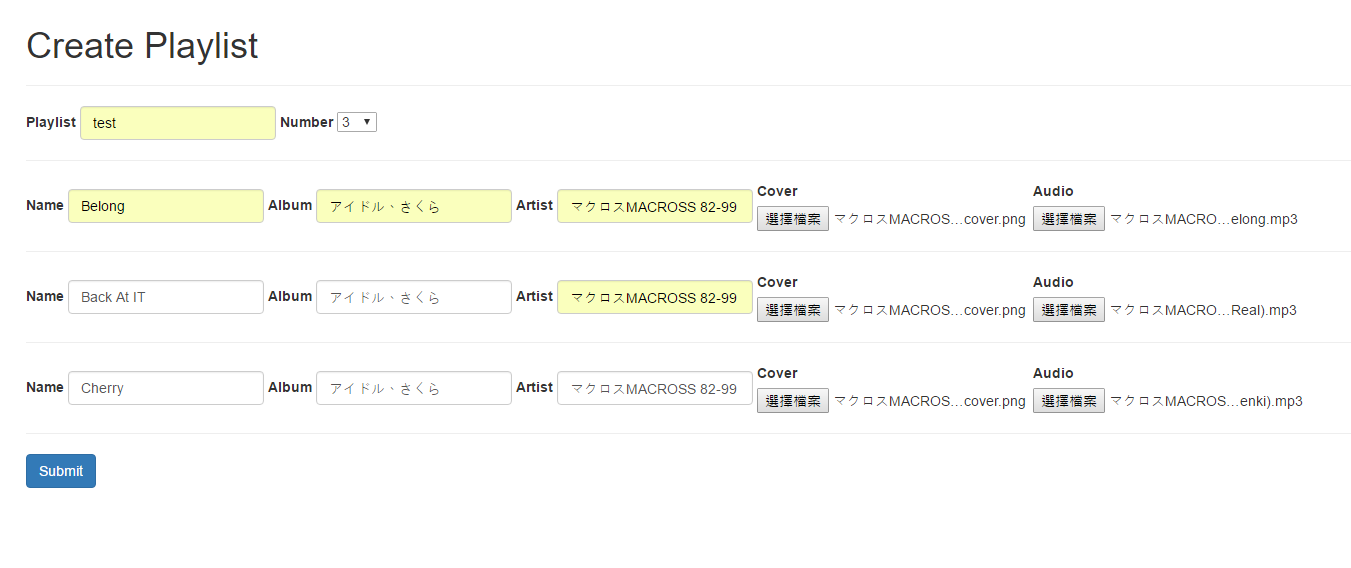 Create Playlist
Playlist test Number 3
Name Belong Album アイドル、さくら Artist マクロスMACROSS 82-99 Cover 選擇檔案 マクロスMACROS…cover.png Audio 選擇檔案 マクロスMACRO…elong.mp3
Name Back At IT Album アイドル、さくら Artist マクロスMACROSS 82-99 Cover 選擇檔案 マクロスMACROS…cover.png Audio 選擇檔案 マクロスMACRO…Real).mp3
Name Cherry Album アイドル、さくら Artist マクロスMACROSS 82-99 Cover 選擇檔案 マクロスMACROS…cover.png Audio 選擇檔案 マクロスMACROS…enki).mp3
Submit